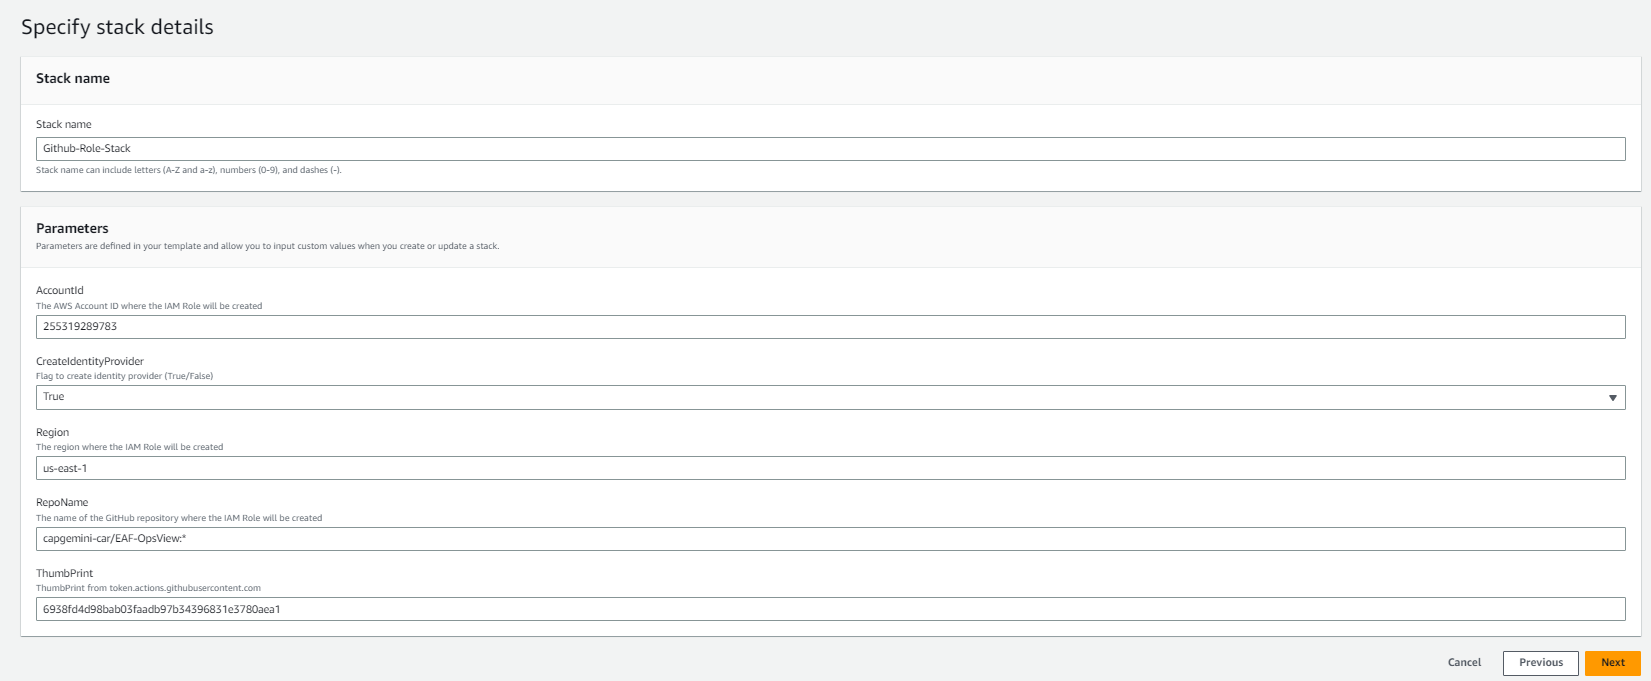 Specify stack details
Stack name
Stack name
Github-Role-Stack
Stack name can include letters (A-Z and a-z), numbers (0-9), and dashes (-).
Parameters
Parameters are defined in your template and allow you to input custom values when you create or update a stack.
AccountId
The AWS Account ID where the IAM Role will be created
255319289783
CreateIdentityProvider
Flag to create identity provider (True/False)
True
Region
The region where the IAM Role will be created
us-east-1
RepoName
The name of the GitHub repository where the IAM Role will be created
capgemini-car/EAF-OpsView:*
ThumbPrint
ThumbPrint from token.actions.githubusercontent.com
6938fd4d98bab03faadb97b34396831e3780aea1
Cancel Previous Next